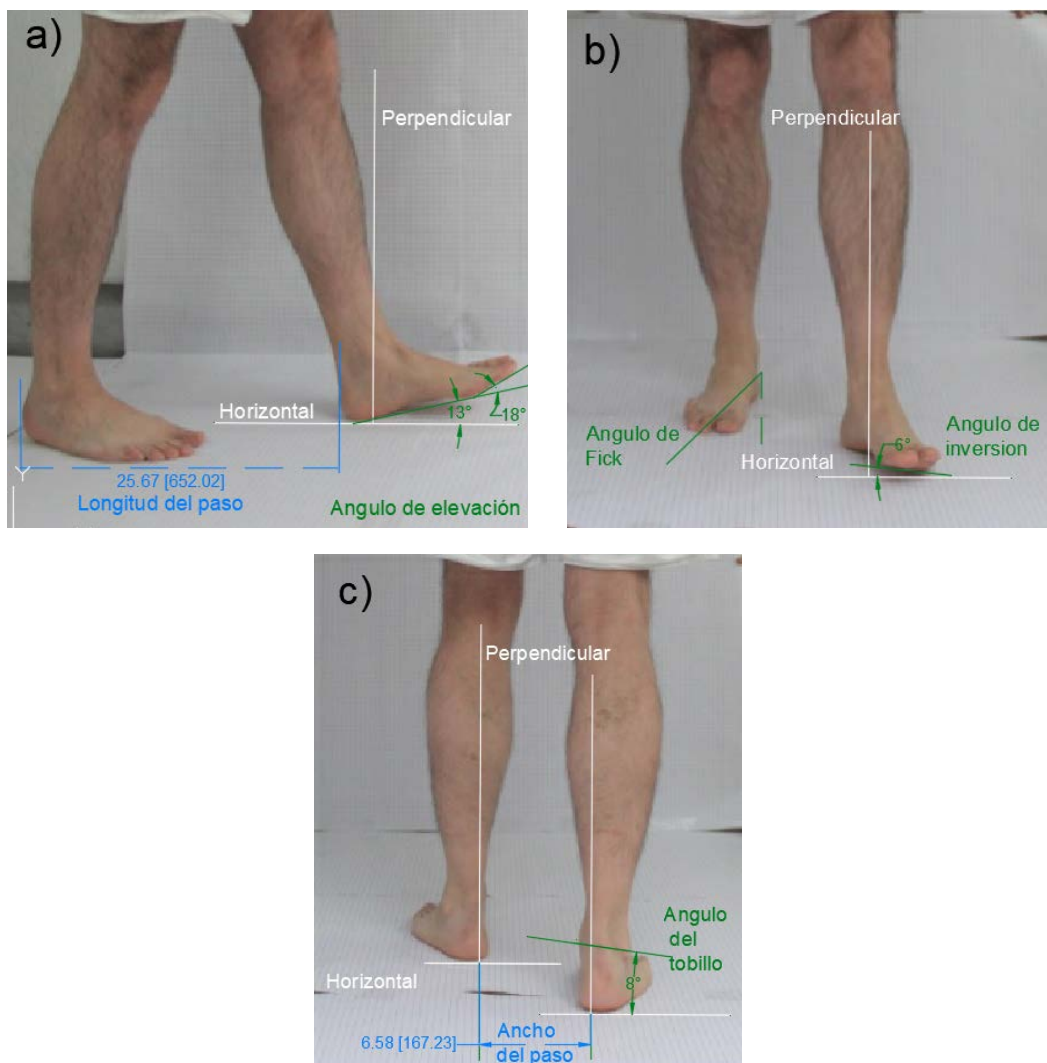 a)
Perpendicular
Horizontal
13°
18°
Y
25.67 [652.02]
Longitud del paso
Angulo de elevación
b)
Perpendicular
Angulo de
Fick
Horizontal
6°
Angulo de
inversion
c)
Perpendicular
Angulo
del
tobillo
8°
Horizontal
6.58 [167.23]
Ancho
del paso